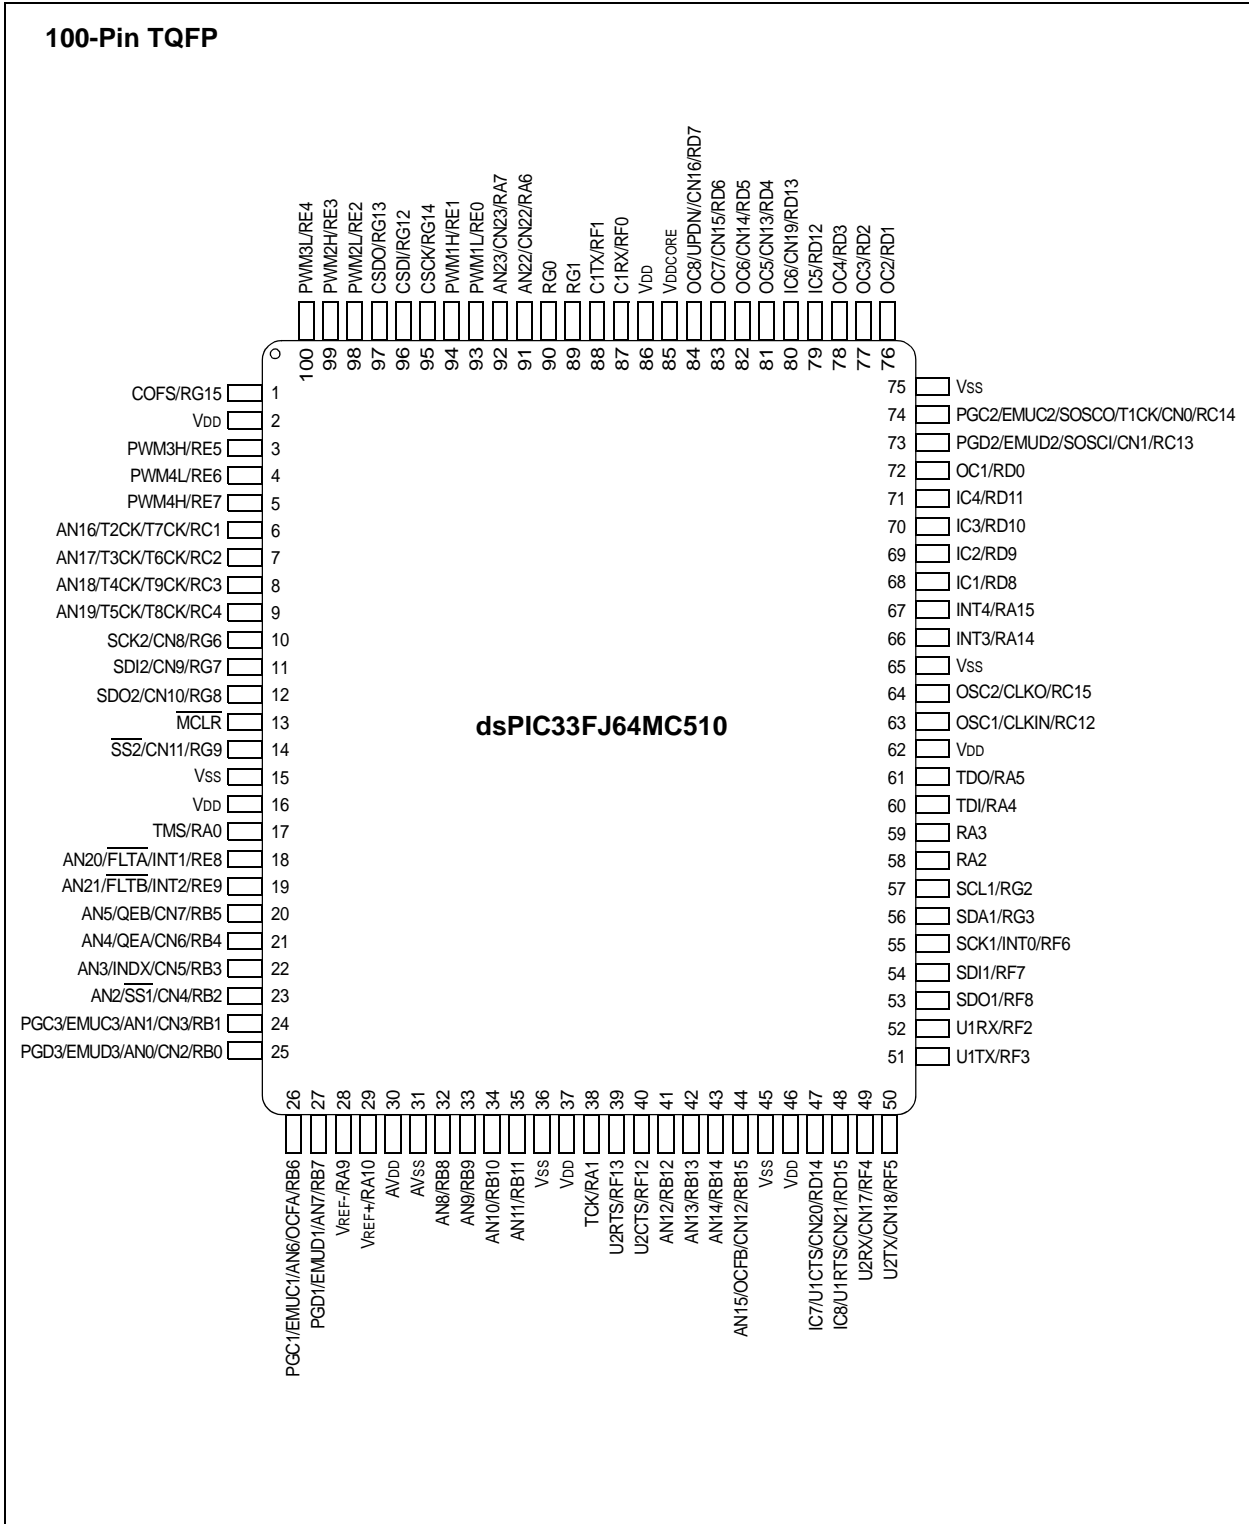 100-Pin TQFP
PWM3L/RE4
PWM2H/RE3
PWM2L/RE2
CSDO/RG13
CSDI/RG12
CSCK/RG14
PWM1H/RE1
PWM1L/RE0
AN23/CN23/RA7
AN22/CN22/RA6
RG0
RG1
C1TX/RF1
C1RX/RF0
VDD
VDDCORE
OC8/UPDN//CN16/RD7
OC7/CN15/RD6
OC6/CN14/RD5
OC5/CN13/RD4
IC6/CN19/RD13
IC5/RD12
OC4/RD3
OC3/RD2
OC2/RD1
100 99 98 97 96 95 94 93 92 91 90 89 88 87 86 85 84 83 82 81 80 79 78 77 76
COFS/RG15 1
VDD 2
PWM3H/RE5 3
PWM4L/RE6 4
PWM4H/RE7 5
AN16/T2CK/T7CK/RC1 6
AN17/T3CK/T6CK/RC2 7
AN18/T4CK/T9CK/RC3 8
AN19/T5CK/T8CK/RC4 9
SCK2/CN8/RG6 10
SDI2/CN9/RG7 11
SDO2/CN10/RG8 12
MCLR 13
SS2/CN11/RG9 14
VSS 15
VDD 16
TMS/RA0 17
AN20/FLTA/INT1/RE8 18
AN21/FLTB/INT2/RE9 19
AN5/QEB/CN7/RB5 20
AN4/QEA/CN6/RB4 21
AN3/INDX/CN5/RB3 22
AN2/SS1/CN4/RB2 23
PGC3/EMUC3/AN1/CN3/RB1 24
PGD3/EMUD3/AN0/CN2/RB0 25
dsPIC33FJ64MC510
75 VSS
74 PGC2/EMUC2/SOSCO/T1CK/CN0/RC14
73 PGD2/EMUD2/SOSCI/CN1/RC13
72 OC1/RD0
71 IC4/RD11
70 IC3/RD10
69 IC2/RD9
68 IC1/RD8
67 INT4/RA15
66 INT3/RA14
65 VSS
64 OSC2/CLKO/RC15
63 OSC1/CLKIN/RC12
62 VDD
61 TDO/RA5
60 TDI/RA4
59 RA3
58 RA2
57 SCL1/RG2
56 SDA1/RG3
55 SCK1/INT0/RF6
54 SDI1/RF7
53 SDO1/RF8
52 U1RX/RF2
51 U1TX/RF3
26 27 28 29 30 31 32 33 34 35 36 37 38 39 40 41 42 43 44 45 46 47 48 49 50
PGC1/EMUC1/AN6/OCFA/RB6
PGD1/EMUD1/AN7/RB7
VREF-/RA9
VREF+/RA10
AVDD
AVSS
AN8/RB8
AN9/RB9
AN10/RB10
AN11/RB11
VSS
VDD
TCK/RA1
U2RTS/RF13
U2CTS/RF12
AN12/RB12
AN13/RB13
AN14/RB14
AN15/OCFB/CN12/RB15
VSS
VDD
IC7/U1CTS/CN20/RD14
IC8/U1RTS/CN21/RD15
U2RX/CN17/RF4
U2TX/CN18/RF5